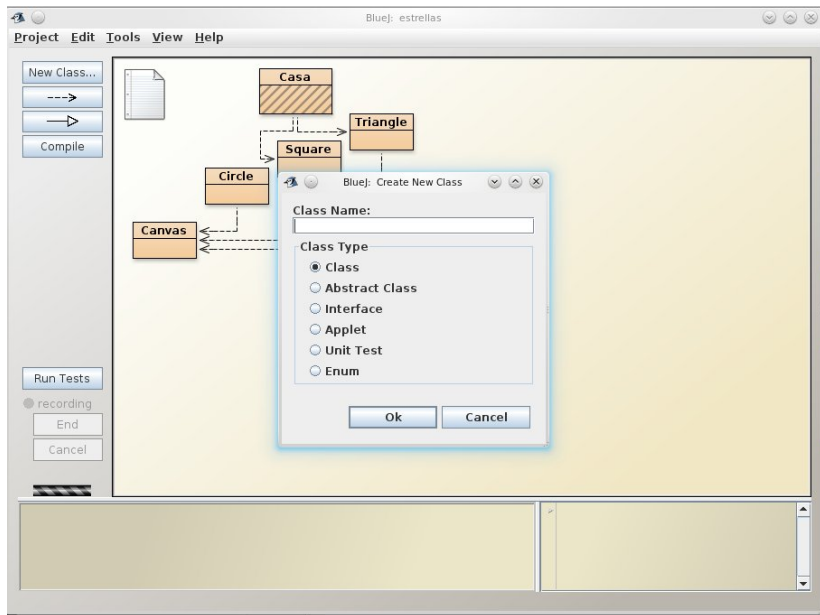 BlueJ: estrellas
Project Edit Tools View Help
New Class...
Compile
Casa
Triangle
Square
Circle
Canvas
BlueJ: Create New Class
Class Name:
Class Type
Class
Abstract Class
Interface
Applet
Unit Test
Enum
Ok Cancel
Run Tests
recording
End
Cancel